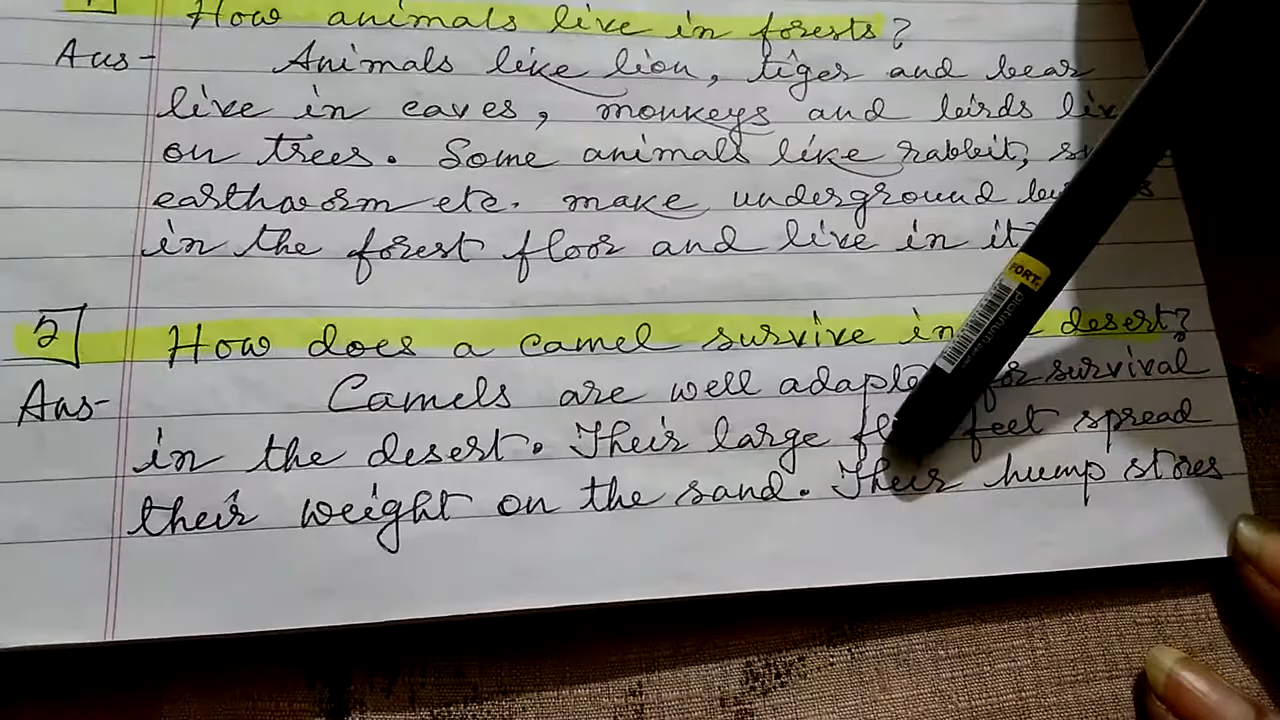 How animals live in forests?
Ans- Animals like lion, tiger and bear
live in caves, monkeys and birds
on trees. Some animals like rabbit,
earthworm etc. make underground
in the forest floor and live in it
2 How does a camel survive in desert?
Ans- Camels are well for survival
in the desert. Their large feet spread
their weight on the sand. Their hump stores
FORT.
platinum